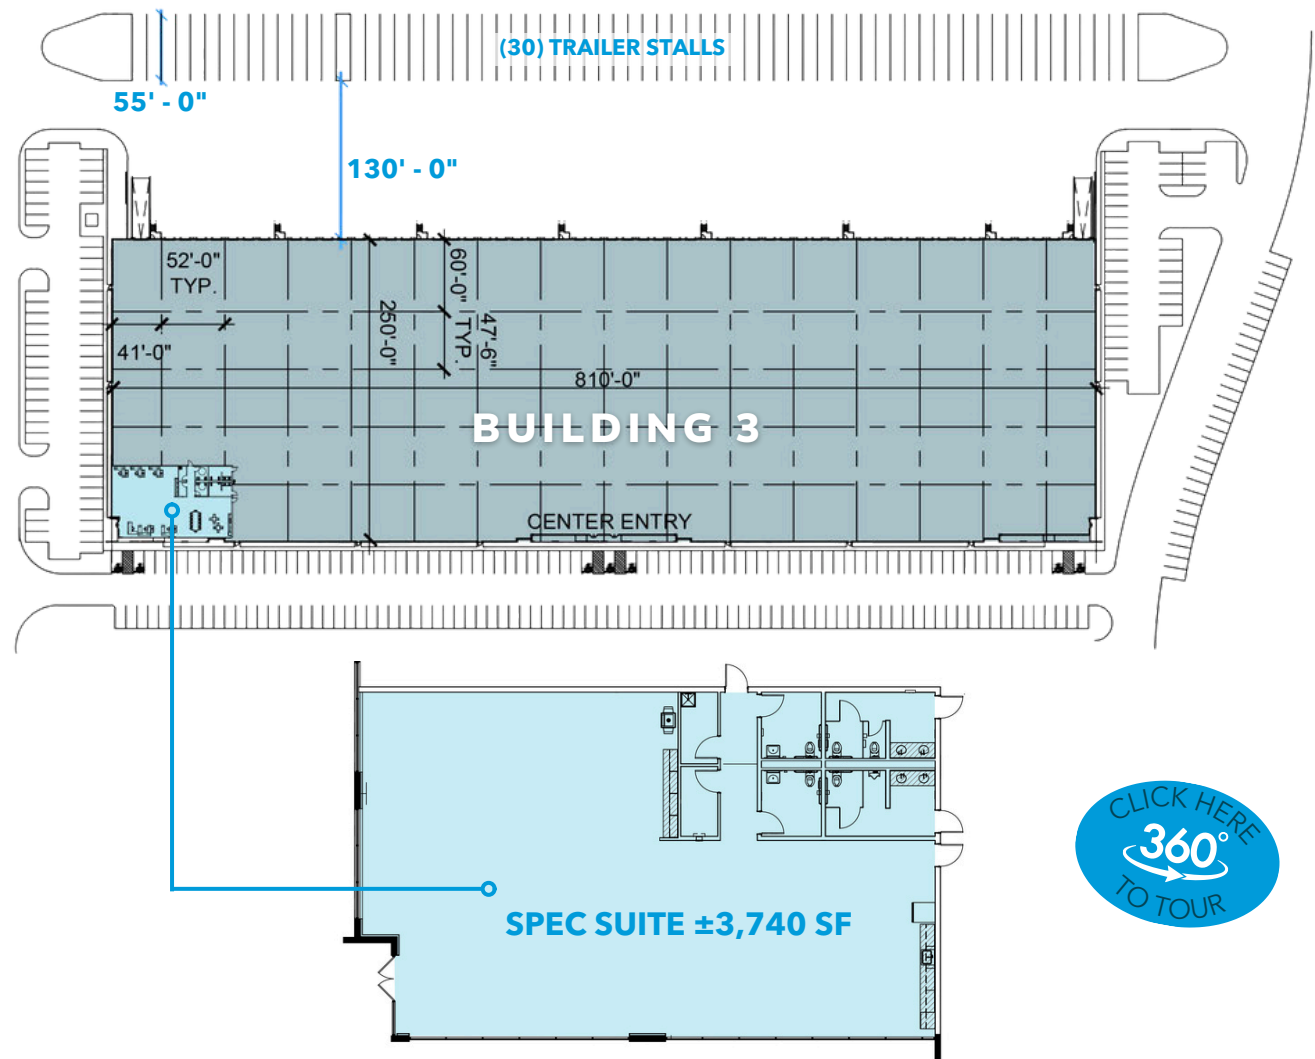 (30) TRAILER STALLS
55' - 0"
130' - 0"
52'-0"
TYP.
60'-0"
TYP.
47'-6"
250'-0"
41'-0"
810'-0"
BUILDING 3
CENTER ENTRY
SPEC SUITE ±3,740 SF
CLICK HERE
360°
TO TOUR